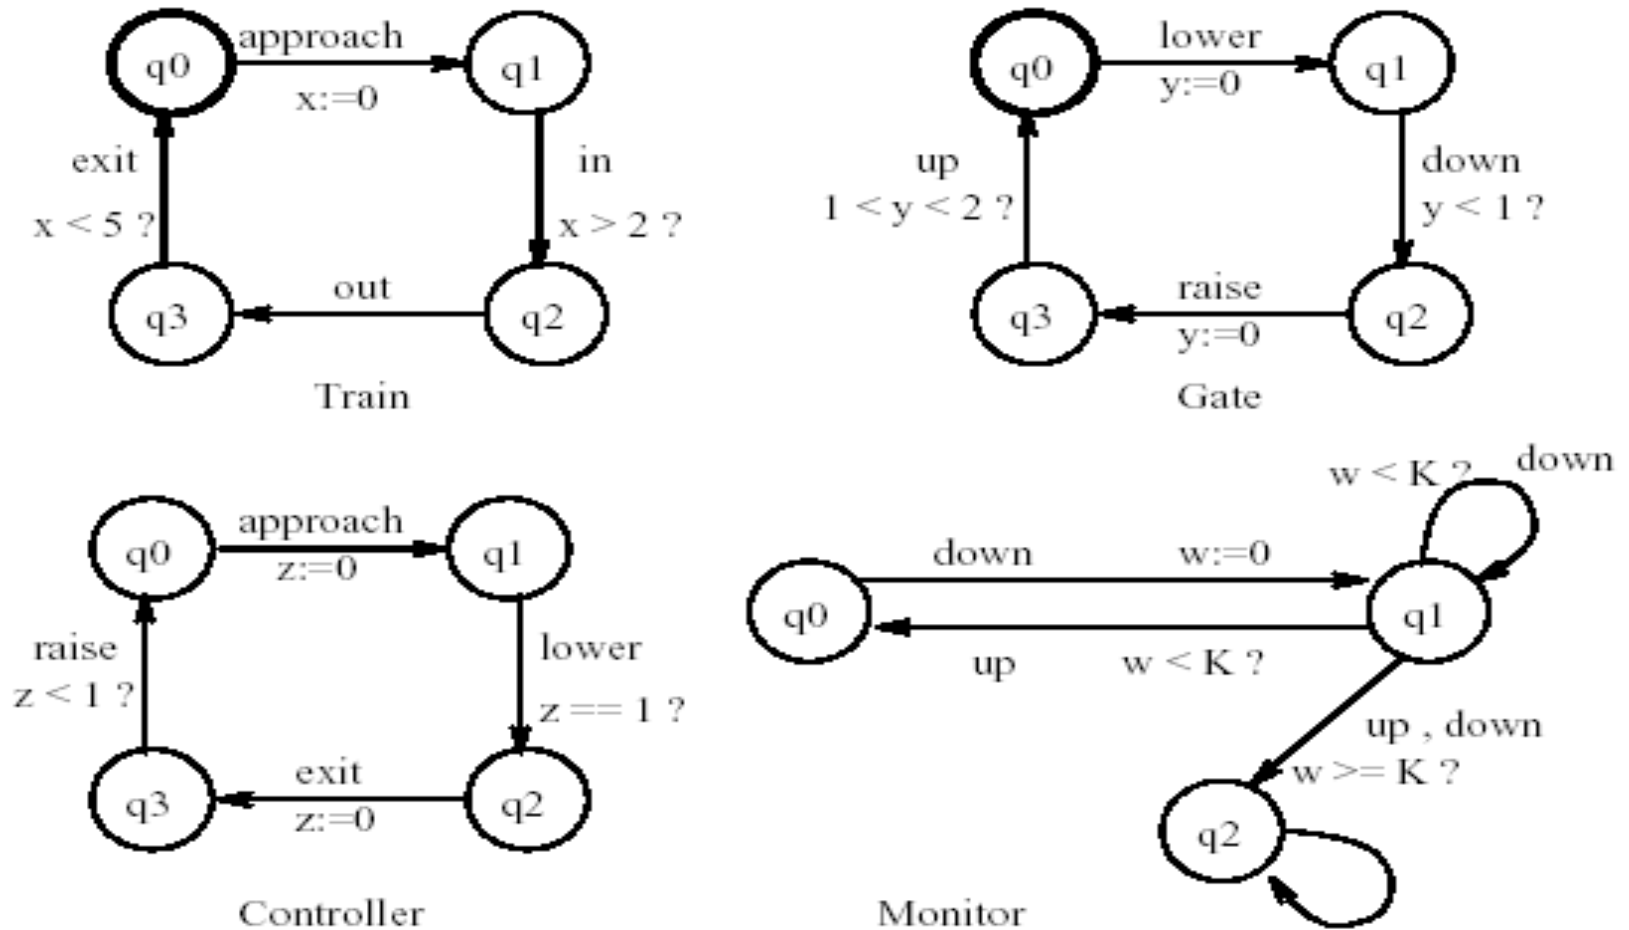 q0
approach
x:=0
q1
exit
x < 5 ?
in
x > 2 ?
q3
out
q2
Train
q0
lower
y:=0
q1
up
1 < y < 2 ?
down
y < 1 ?
q3
raise
y:=0
q2
Gate
q0
approach
z:=0
q1
raise
z < 1 ?
lower
z == 1 ?
q3
exit
z:=0
q2
Controller
w < K ?
down
q0
down w:=0
q1
up w < K ?
up , down
w >= K ?
q2
Monitor